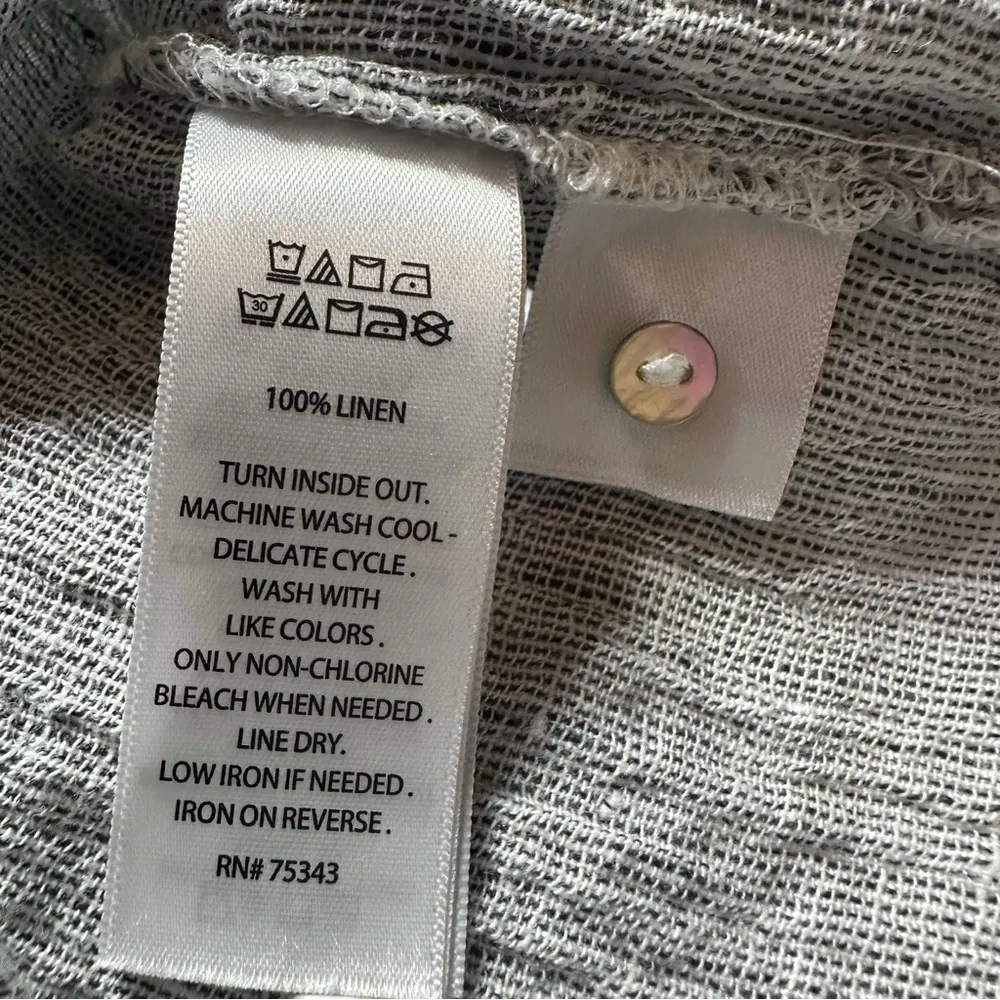 30
100% LINEN
TURN INSIDE OUT.
MACHINE WASH COOL -
DELICATE CYCLE.
WASH WITH
LIKE COLORS.
ONLY NON-CHLORINE
BLEACH WHEN NEEDED.
LINE DRY.
LOW IRON IF NEEDED.
IRON ON REVERSE.
RN# 75343